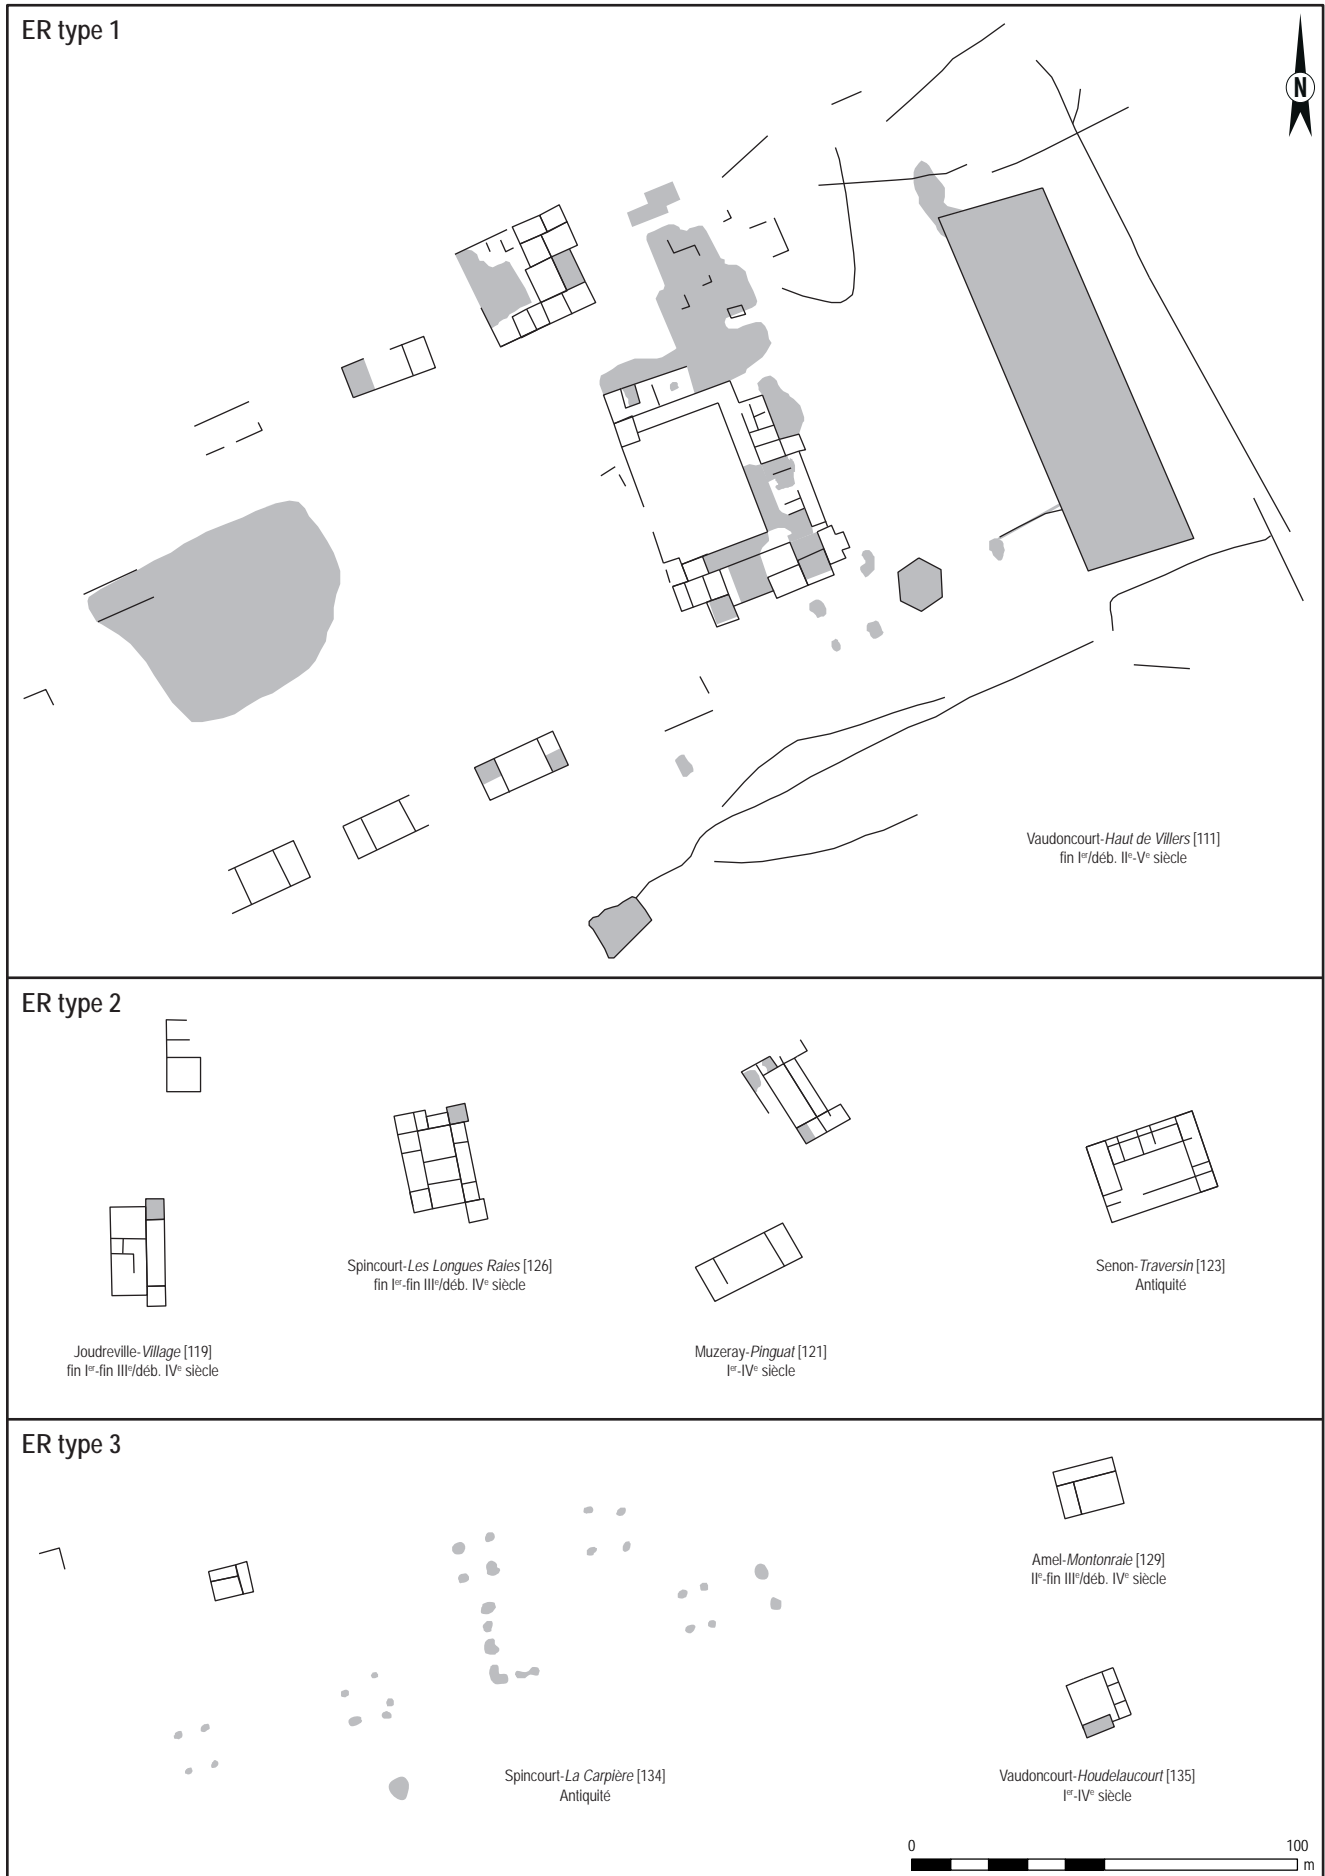 ER type 1
N
Vaudoncourt-Haut de Villers [111]
fin Iᵉʳ/déb. IIᵉ-Vᵉ siècle
ER type 2
Spincourt-Les Longues Raies [126]
fin Iᵉʳ-fin IIIᵉ/déb. IVᵉ siècle
Senon-Traversin [123]
Antiquité
Joudreville-Village [119]
fin Iᵉʳ-fin IIIᵉ/déb. IVᵉ siècle
Muzeray-Pinguat [121]
Iᵉʳ-IVᵉ siècle
ER type 3
Amel-Montonraie [129]
IIᵉ-fin IIIᵉ/déb. IVᵉ siècle
Spincourt-La Carpière [134]
Antiquité
Vaudoncourt-Houdelaucourt [135]
Iᵉʳ-IVᵉ siècle
0 100
m